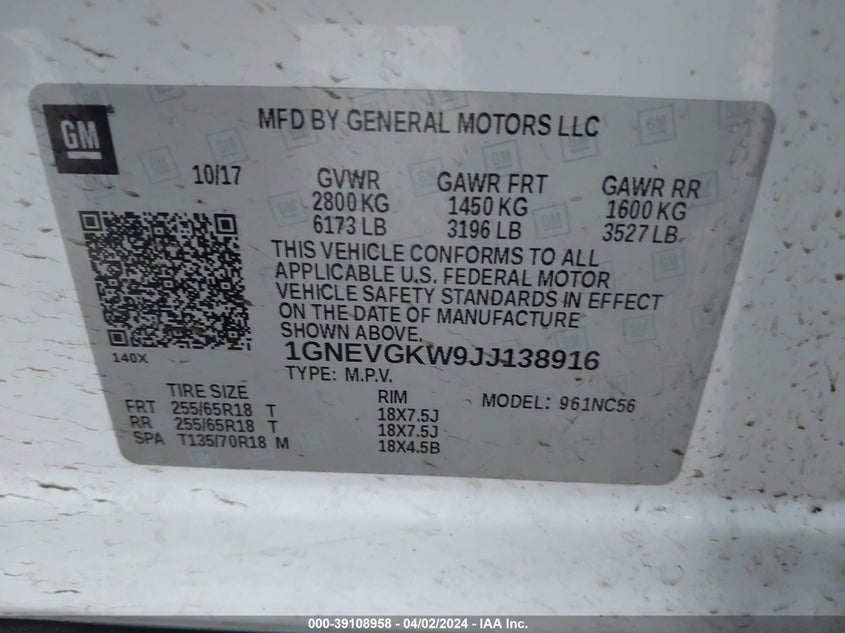 GM
MFD BY GENERAL MOTORS LLC
10/17
GVWR GAWR FRT GAWR RR
2800 KG 1450 KG 1600 KG
6173 LB 3196 LB 3527 LB
THIS VEHICLE CONFORMS TO ALL
APPLICABLE U.S. FEDERAL MOTOR
VEHICLE SAFETY STANDARDS IN EFFECT
ON THE DATE OF MANUFACTURE
SHOWN ABOVE.
140X
1GNEVGKW9JJ138916
TYPE: M.P.V.
TIRE SIZE RIM MODEL: 961NC56
FRT 255/65R18 T 18X7.5J
RR 255/65R18 T 18X7.5J
SPA T135/70R18 M 18X4.5B
000-39108958 - 04/02/2024 - IAA Inc.